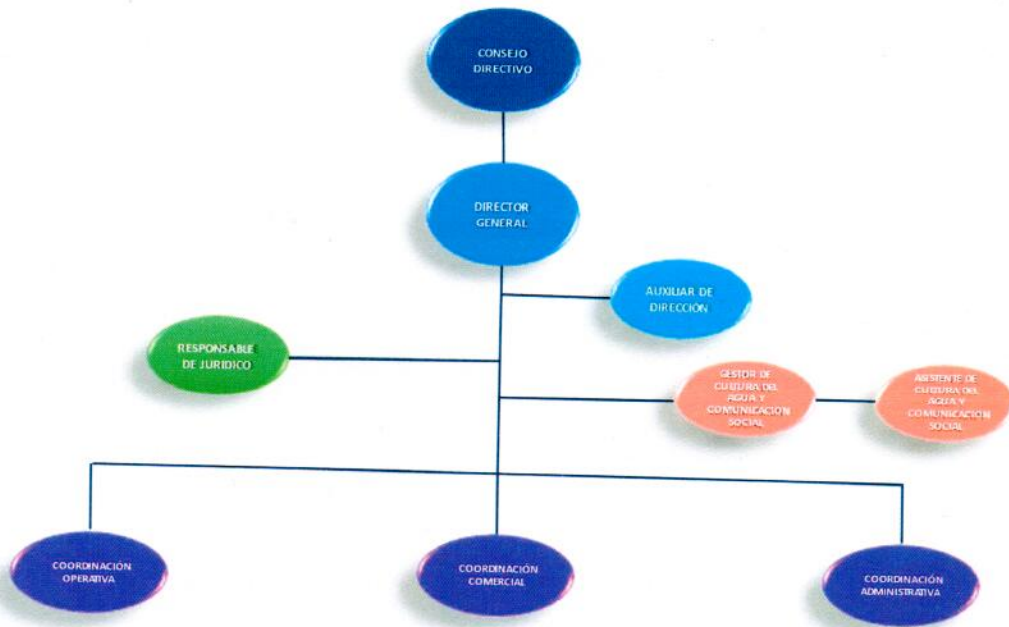 CONSEJO
DIRECTIVO
DIRECTOR
GENERAL
AUXILIAR DE
DIRECCIÓN
RESPONSABLE
DE JURIDICO
GESTOR DE
CULTURA DEL
AGUA Y
COMUNICACIÓN
SOCIAL
ASISTENTE DE
CULTURA DEL
AGUA Y
COMUNICACIÓN
SOCIAL
COORDINACIÓN
OPERATIVA
COORDINACIÓN
COMERCIAL
COORDINACIÓN
ADMINISTRATIVA